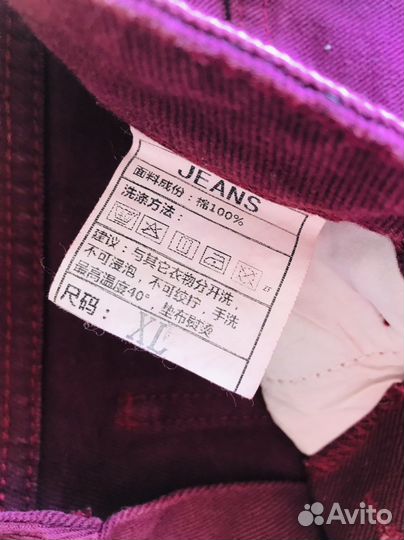 JEANS
面料成份：棉100%
洗涤方法：
建议：与其它衣物分开洗，
不可浸泡，不可绞拧，手洗
最高温度40°，垫布熨烫
尺码：XL
Avito